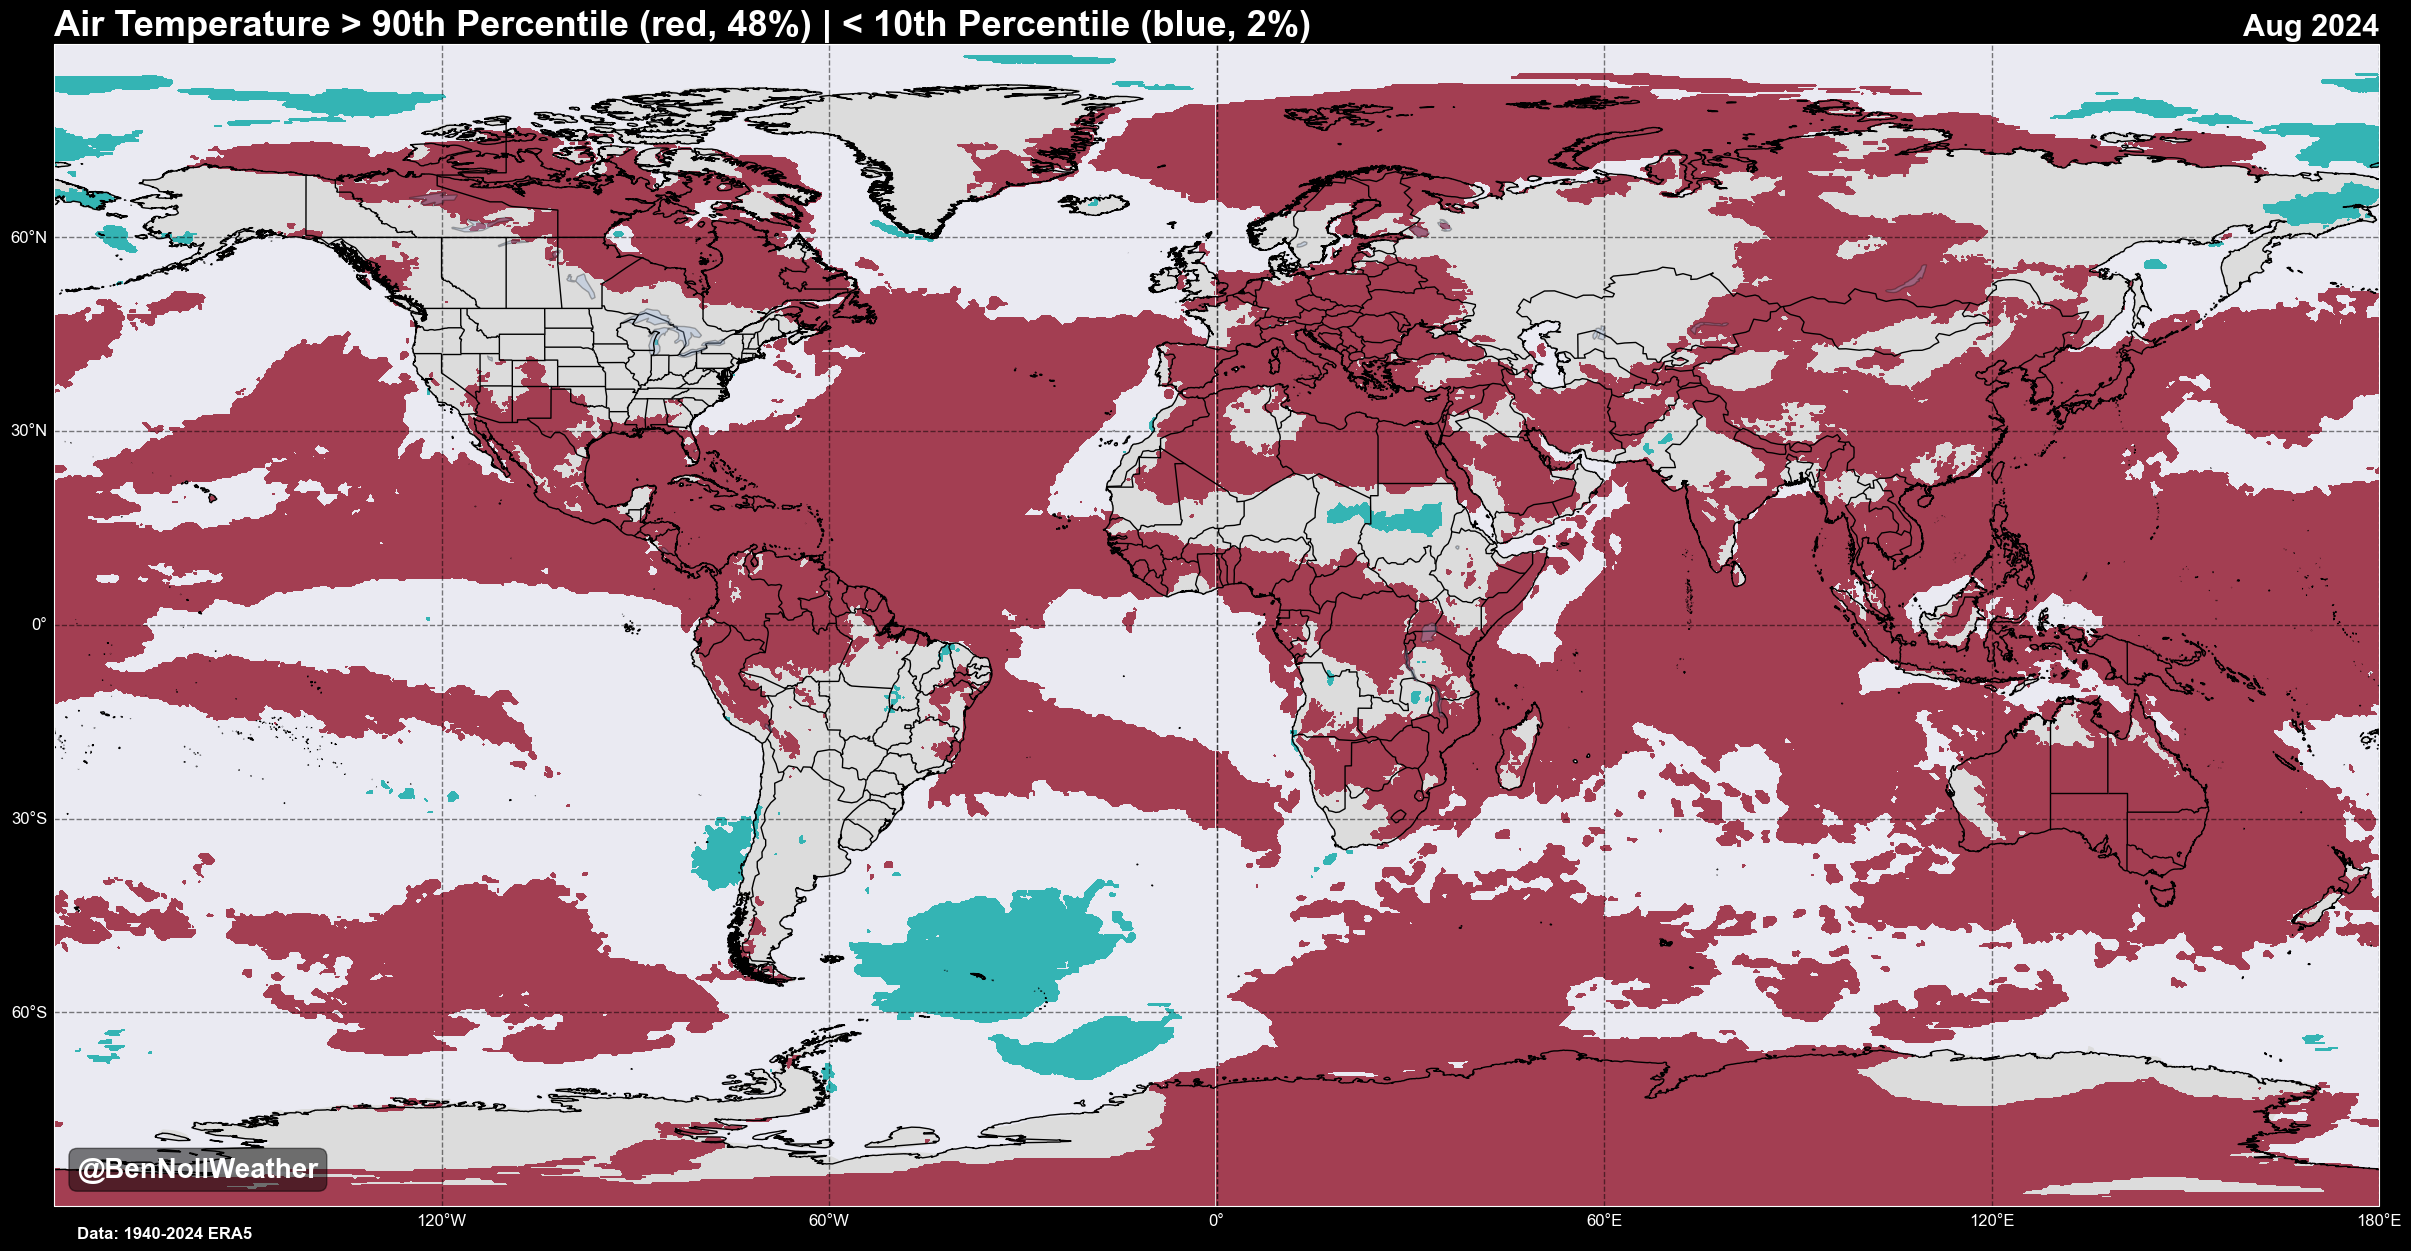 Air Temperature > 90th Percentile (red, 48%) | < 10th Percentile (blue, 2%)
Aug 2024
60°N
30°N
0°
30°S
60°S
@BenNollWeather
120°W
60°W
0°
60°E
120°E
180°E
Data: 1940-2024 ERA5